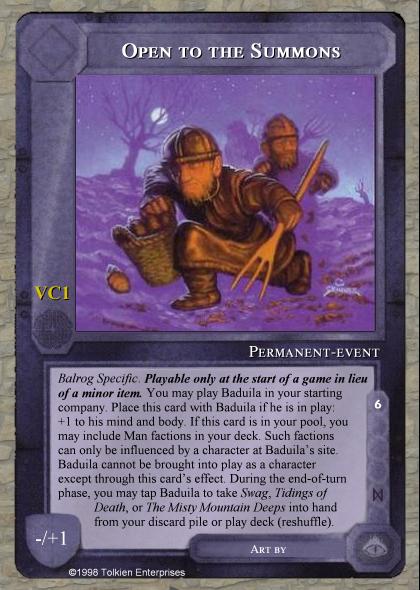 OPEN TO THE SUMMONS
VC1
PERMANENT-EVENT
Balrog Specific. Playable only at the start of a game in lieu
of a minor item. You may play Baduila in your starting
company. Place this card with Baduila if he is in play:
+1 to his mind and body. If this card is in your pool, you
may include Man factions in your deck. Such factions
can only be influenced by a character at Baduila's site.
Baduila cannot be brought into play as a character
except through this card's effect. During the end-of-turn
phase, you may tap Baduila to take Swag, Tidings of
Death, or The Misty Mountain Deeps into hand
from your discard pile or play deck (reshuffle).
6
-/+1
ART BY
©1998 Tolkien Enterprises